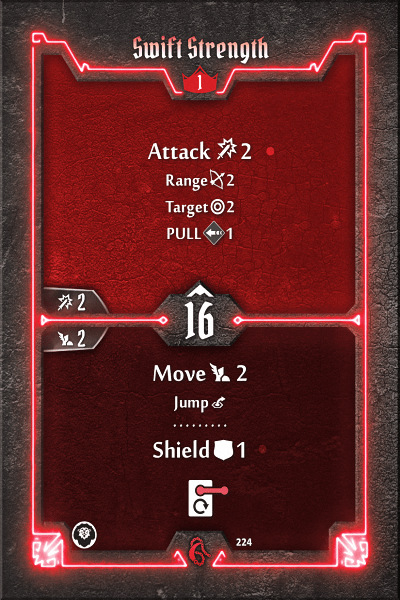 Swift Strength
1
Attack 2
Range 2
Target 2
PULL 1
2
16
2
Move 2
Jump
Shield 1
224